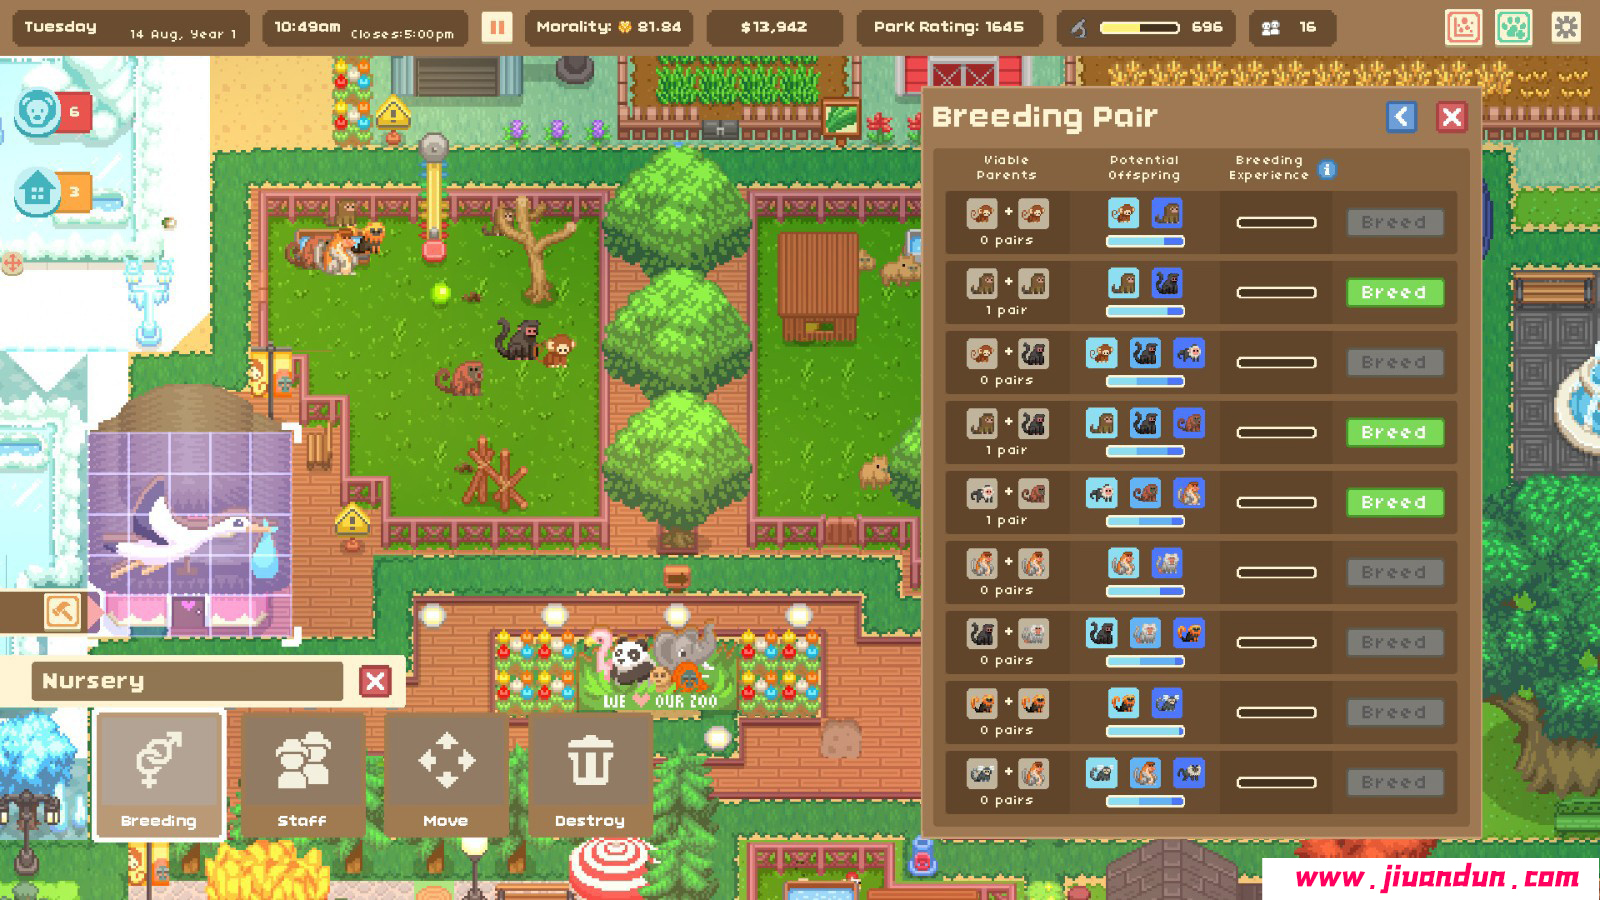 Tuesday
14 Aug, Year 1
10:49am
Closes:5:00pm
Morality: 81.84
$13,942
Park Rating: 1645
696
16
6
3
Breeding Pair
Viable
Parents
Potential
Offspring
Breeding
Experience
0 pairs
Breed
1 pair
Breed
0 pairs
Breed
1 pair
Breed
1 pair
Breed
0 pairs
Breed
0 pairs
Breed
0 pairs
Breed
0 pairs
Breed
WE OUR ZOO
Nursery
Breeding
Staff
Move
Destroy
www.jiuandun.com